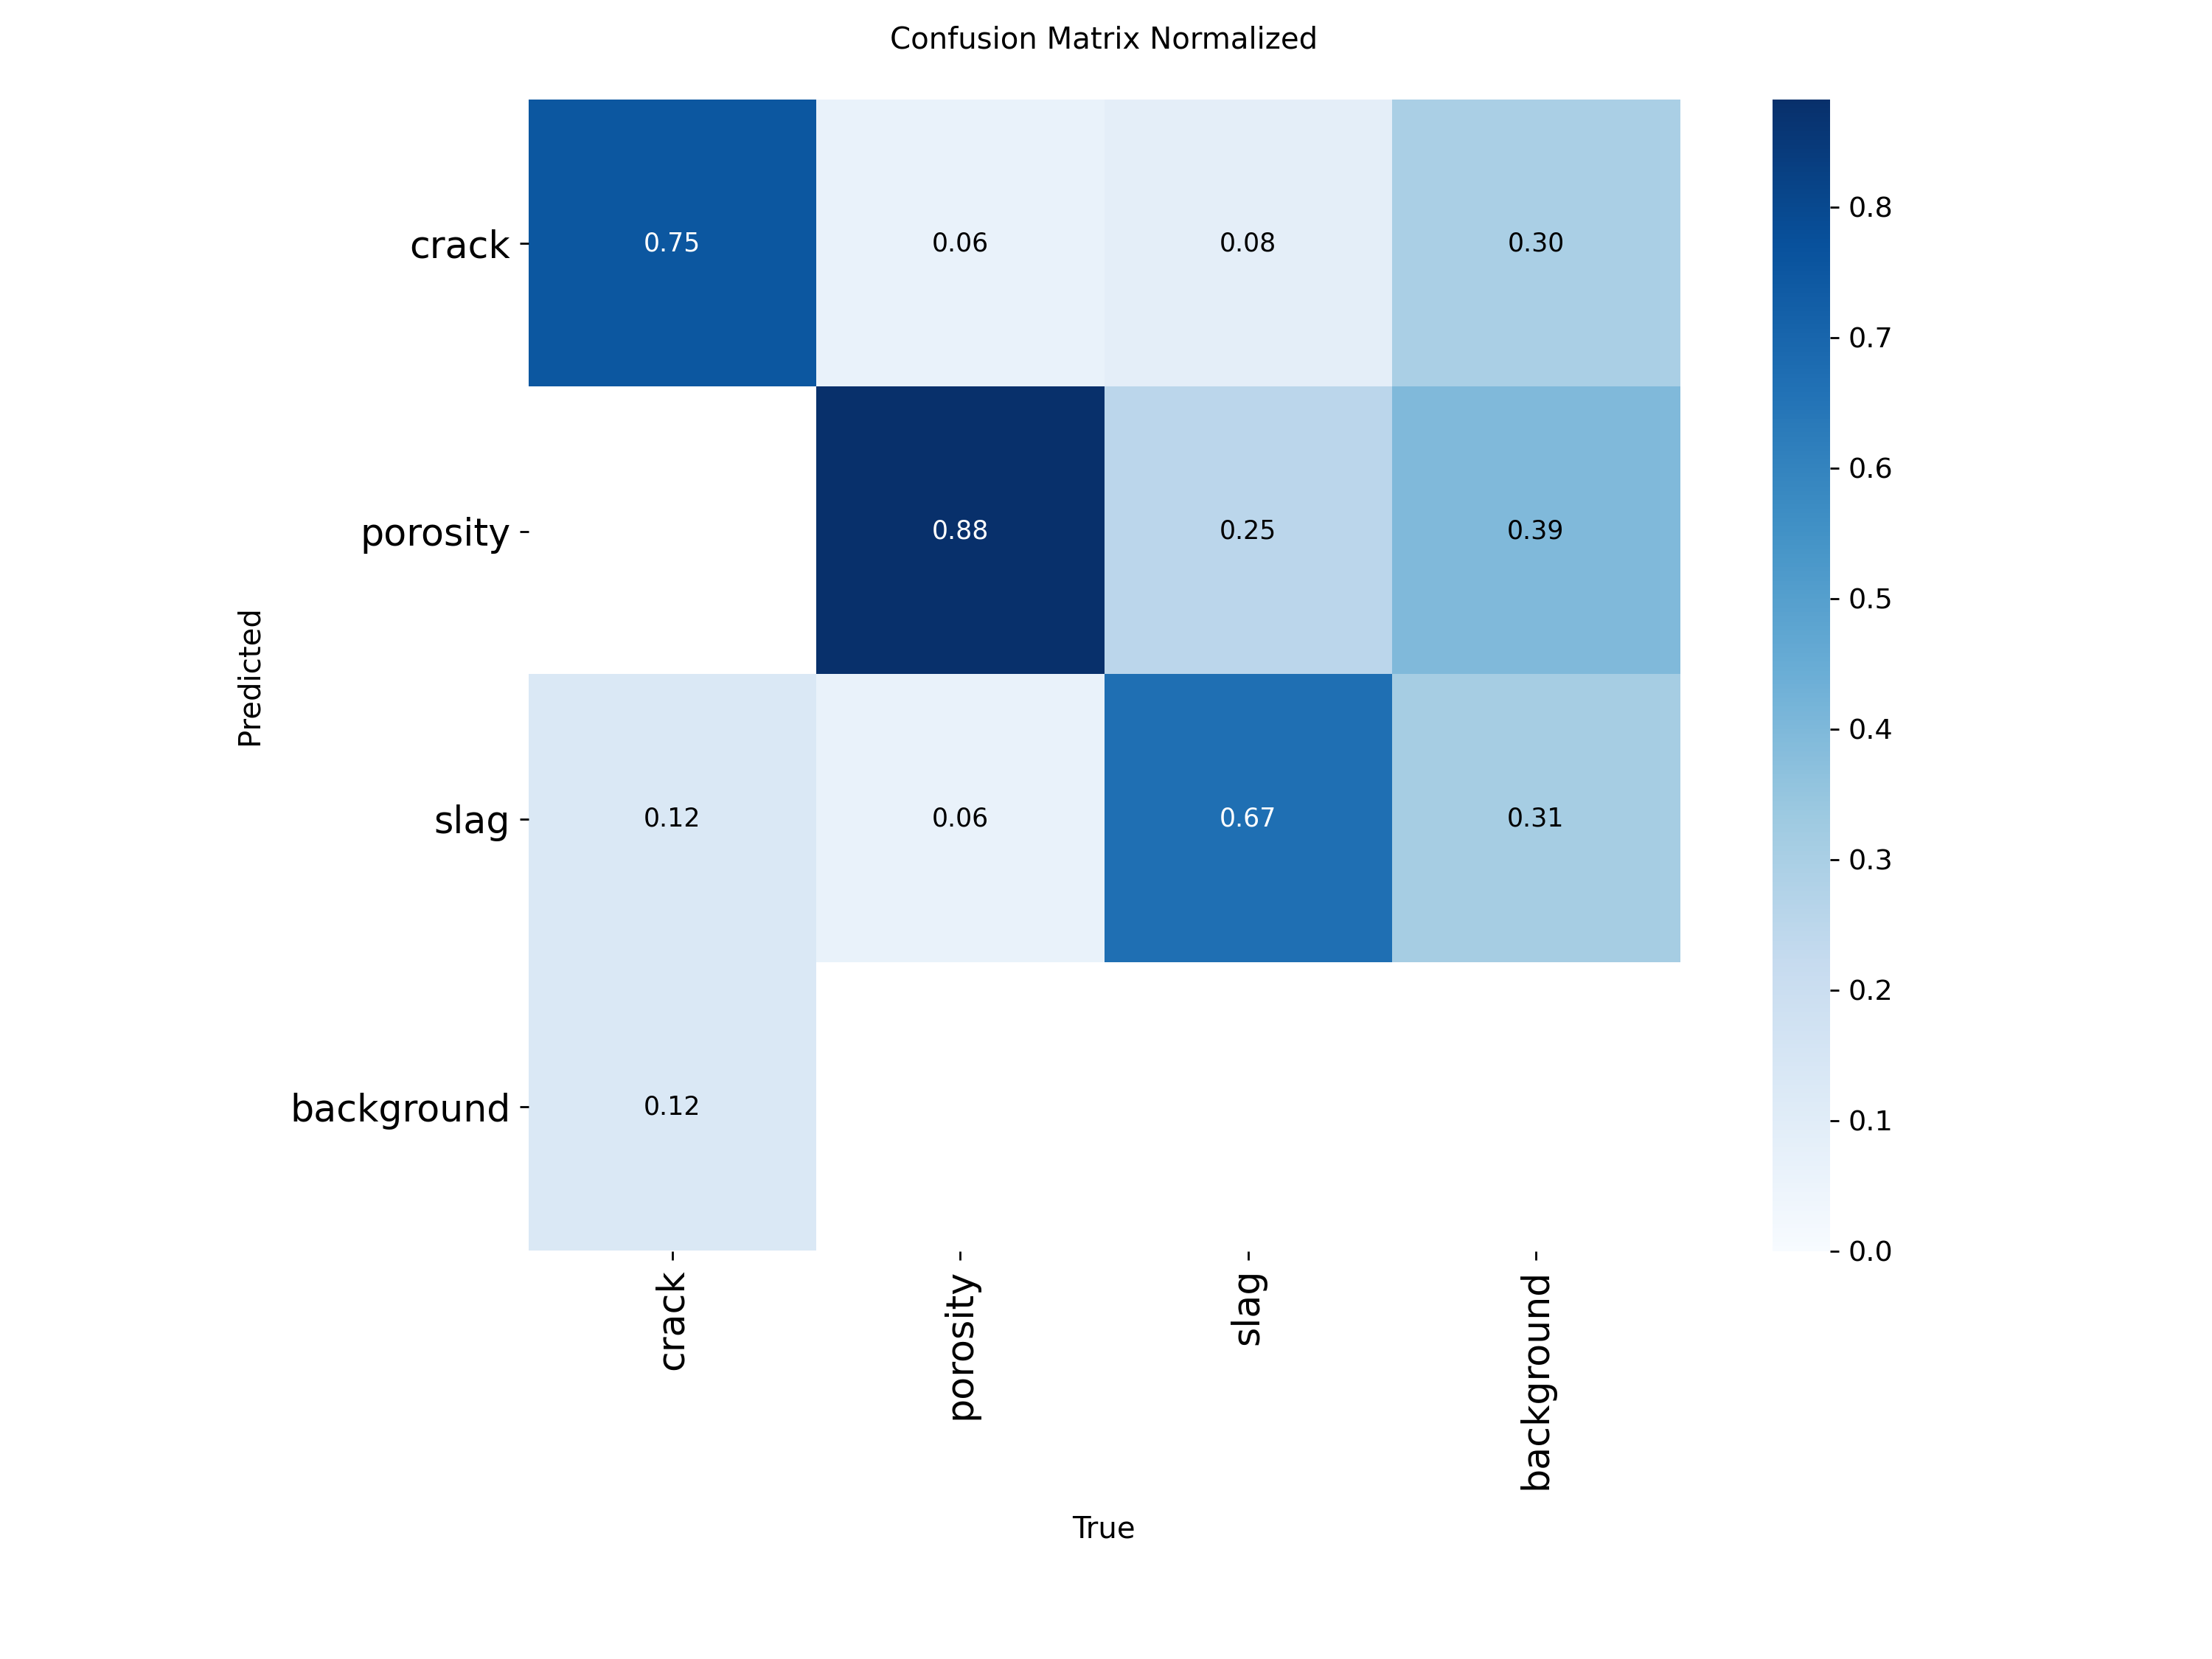 Confusion Matrix Normalized
crack
0.75
0.06
0.08
0.30
porosity
0.88
0.25
0.39
slag
0.12
0.06
0.67
0.31
background
0.12
Predicted
crack
porosity
slag
background
True
0.8
0.7
0.6
0.5
0.4
0.3
0.2
0.1
0.0